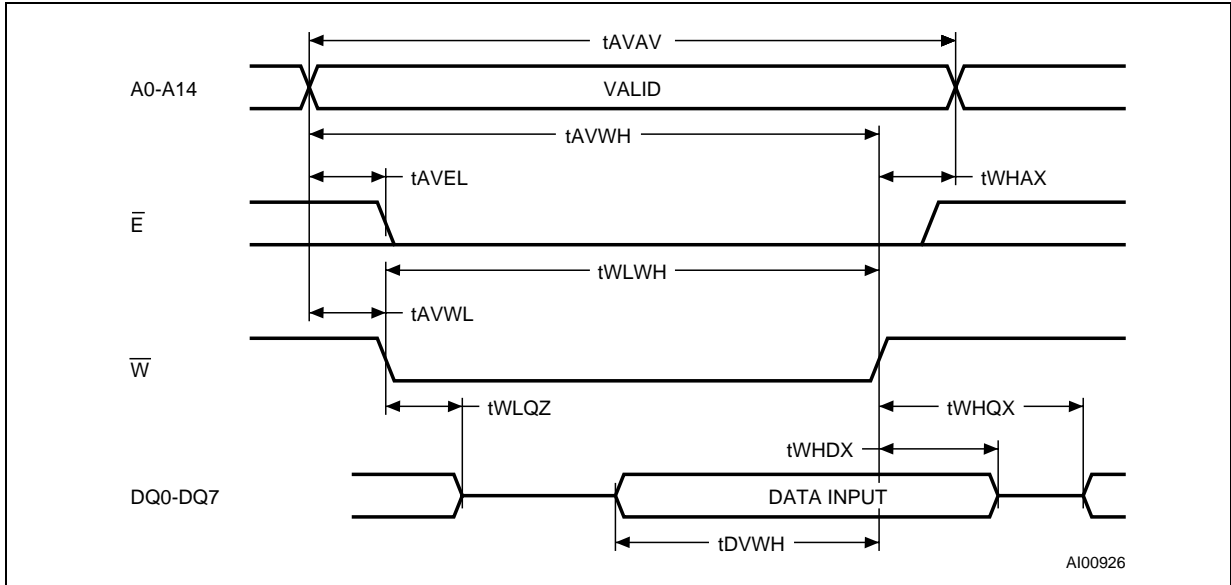 tAVAV
A0-A14 VALID
tAVWH
tAVEL tWHAX
E̅
tWLWH
tAVWL
W̅
tWLQZ tWHQX
tWHDX
DQ0-DQ7 DATA INPUT
tDVWH
AI00926